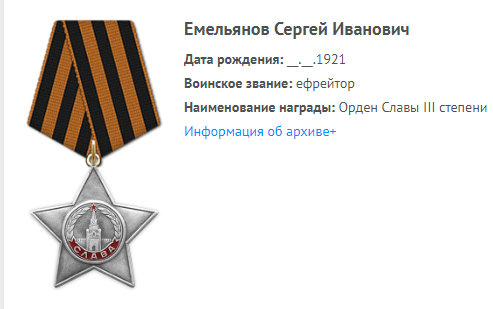 Емельянов Сергей Иванович
Дата рождения: __.__.1921
Воинское звание: ефрейтор
Наименование награды: Орден Славы III степени
Информация об архиве+
СЛАВА